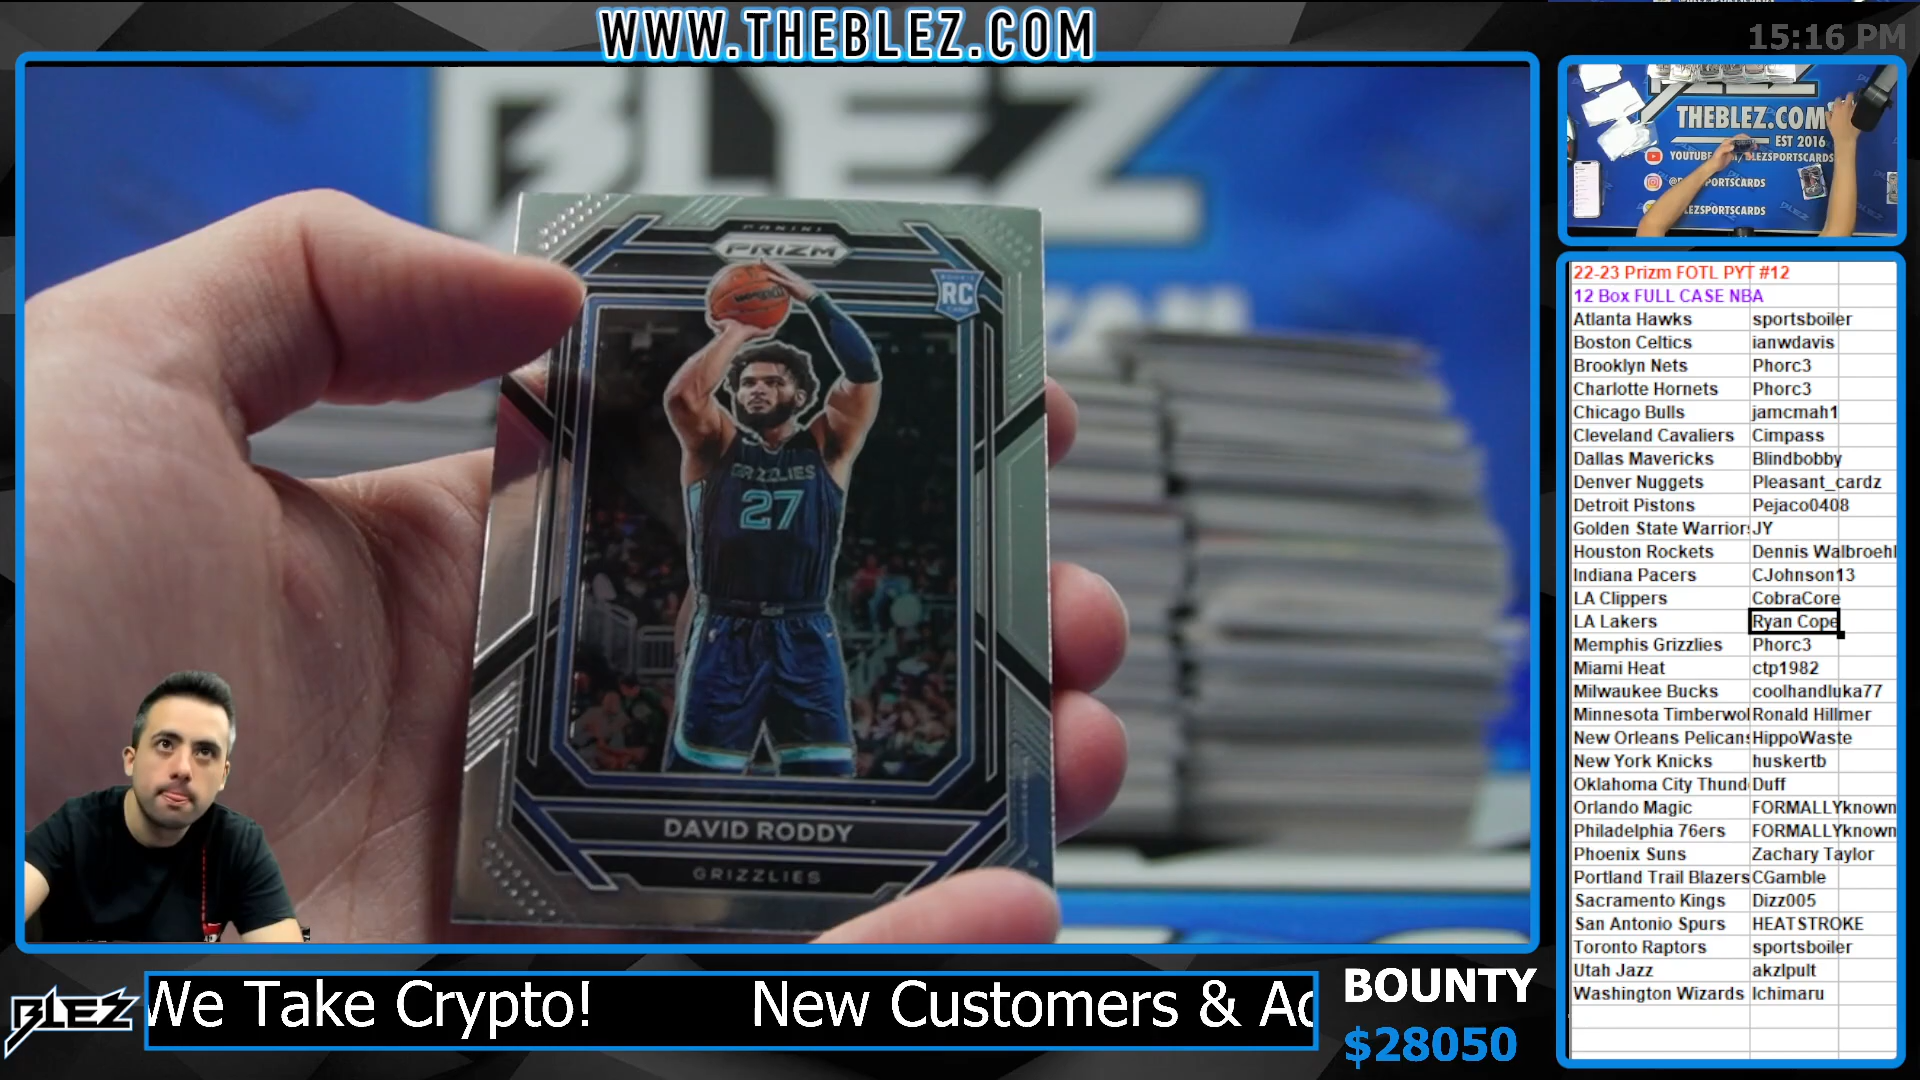 WWW.THEBLEZ.COM
15:16 PM
BLEZ
PANINI
PRIZM
ROOKIE
RC
CARD
GRIZZLIES
27
DAVID RODDY
GRIZZLIES
THEBLEZ.COM
EST 2016
22-23 Prizm FOTL PYT #12
12 Box FULL CASE NBA
Atlanta Hawks sportsboiler
Boston Celtics ianwdavis
Brooklyn Nets Phorc3
Charlotte Hornets Phorc3
Chicago Bulls jamcmah1
Cleveland Cavaliers Cimpass
Dallas Mavericks Blindbobby
Denver Nuggets Pleasant_cardz
Detroit Pistons Pejaco0408
Golden State Warriors JY
Houston Rockets Dennis Walbroehl
Indiana Pacers CJohnson13
LA Clippers CobraCore
LA Lakers Ryan Cope
Memphis Grizzlies Phorc3
Miami Heat ctp1982
Milwaukee Bucks coolhandluka77
Minnesota Timberwol Ronald Hillmer
New Orleans Pelicans HippoWaste
New York Knicks huskertb
Oklahoma City Thund Duff
Orlando Magic FORMALLYknown
Philadelphia 76ers FORMALLYknown
Phoenix Suns Zachary Taylor
Portland Trail Blazers CGamble
Sacramento Kings Dizz005
San Antonio Spurs HEATSTROKE
Toronto Raptors sportsboiler
Utah Jazz akzlpult
Washington Wizards Ichimaru
BLEZ
We Take Crypto! New Customers & Ac
BOUNTY
$28050